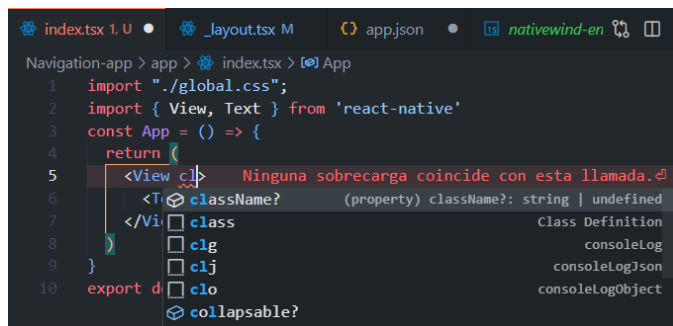 index.tsx 1, U ● _layout.tsx M {} app.json ● TS nativewind-en
Navigation-app > app > index.tsx > App
1 import "./global.css";
2 import { View, Text } from 'react-native'
3 const App = () => {
4 return (
5 <View cl> Ninguna sobrecarga coincide con esta llamada.
6 <T
className? (property) className?: string | undefined
7 </Vi
class Class Definition
8 )
clg consoleLog
9 }
clj consoleLogJson
10 export d
clo consoleLogObject
collapsable?